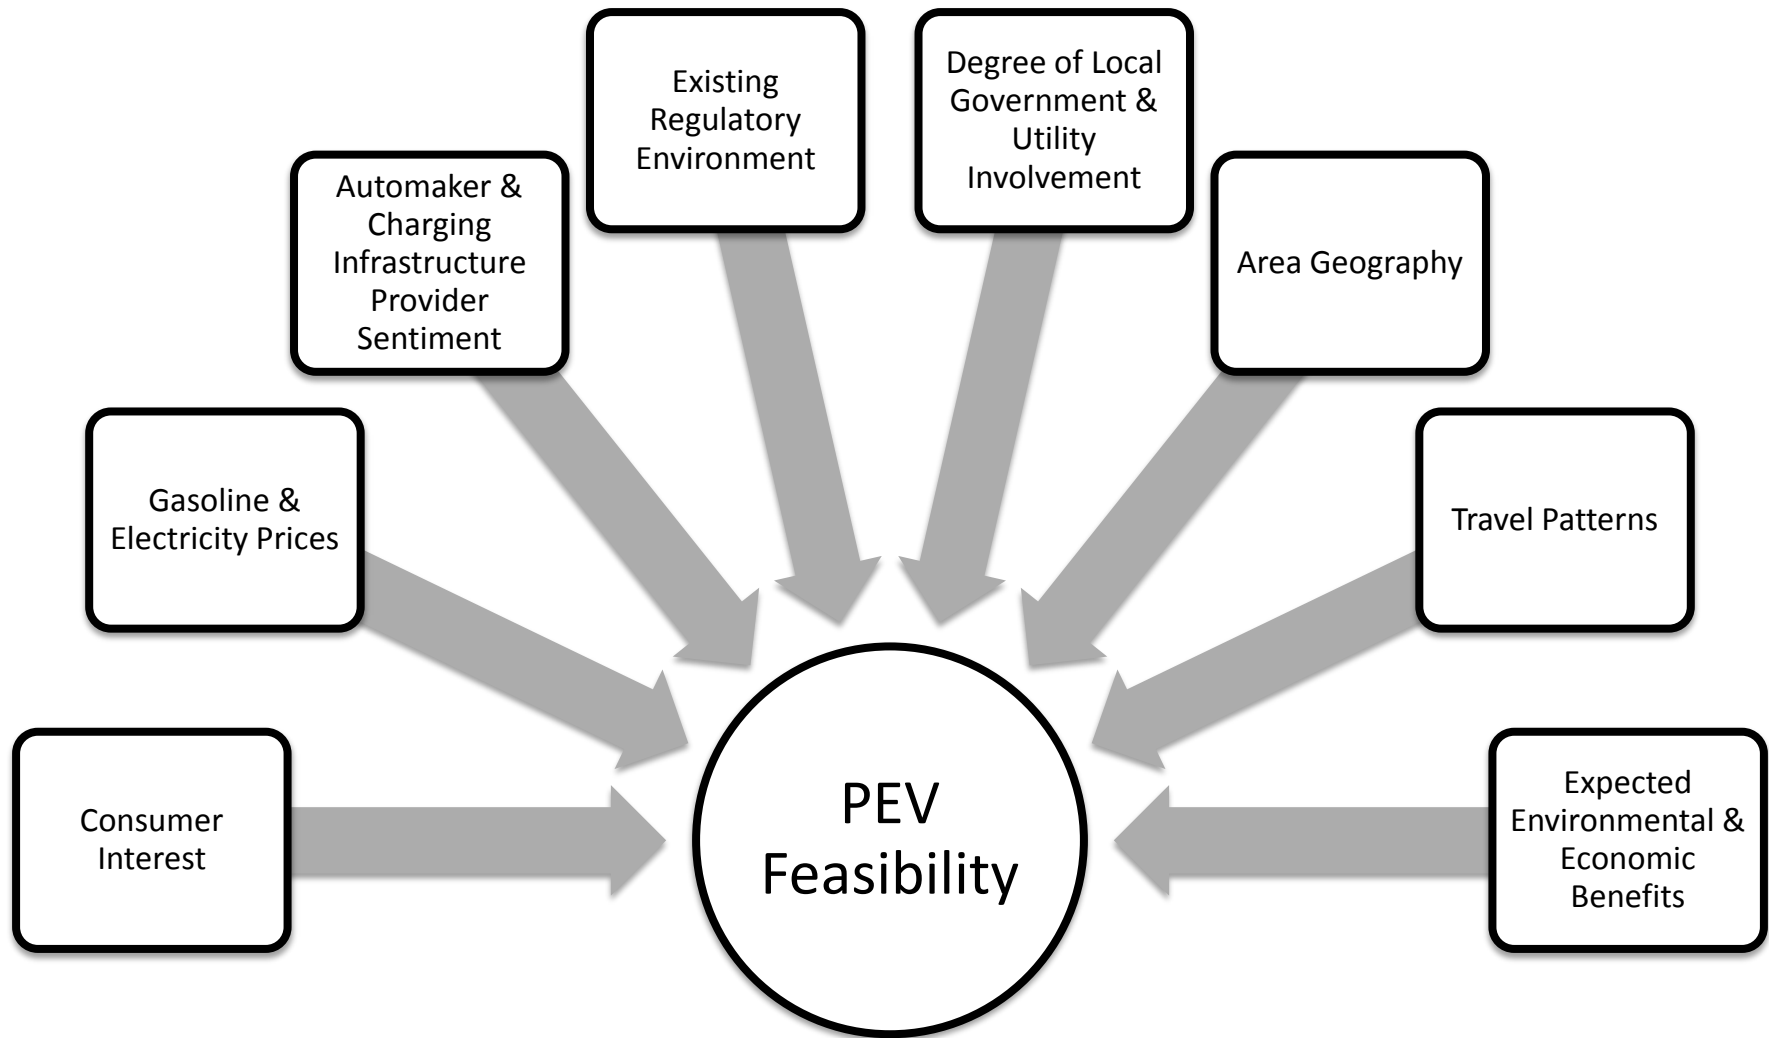 Existing
Regulatory
Environment
Degree of Local
Government &
Utility
Involvement
Automaker &
Charging
Infrastructure
Provider
Sentiment
Area Geography
Gasoline &
Electricity Prices
Travel Patterns
Consumer
Interest
PEV
Feasibility
Expected
Environmental &
Economic
Benefits